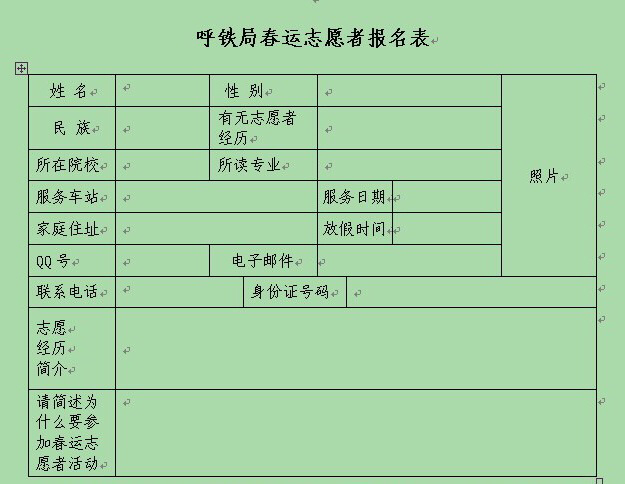 呼铁局春运志愿者报名表
姓 名
性 别
民 族
有无志愿者
经历
所在院校
所读专业
照片
服务车站
服务日期
家庭住址
放假时间
QQ 号
电子邮件
联系电话
身份证号码
志愿
经历
简介
请简述为
什么要参
加春运志
愿者活动